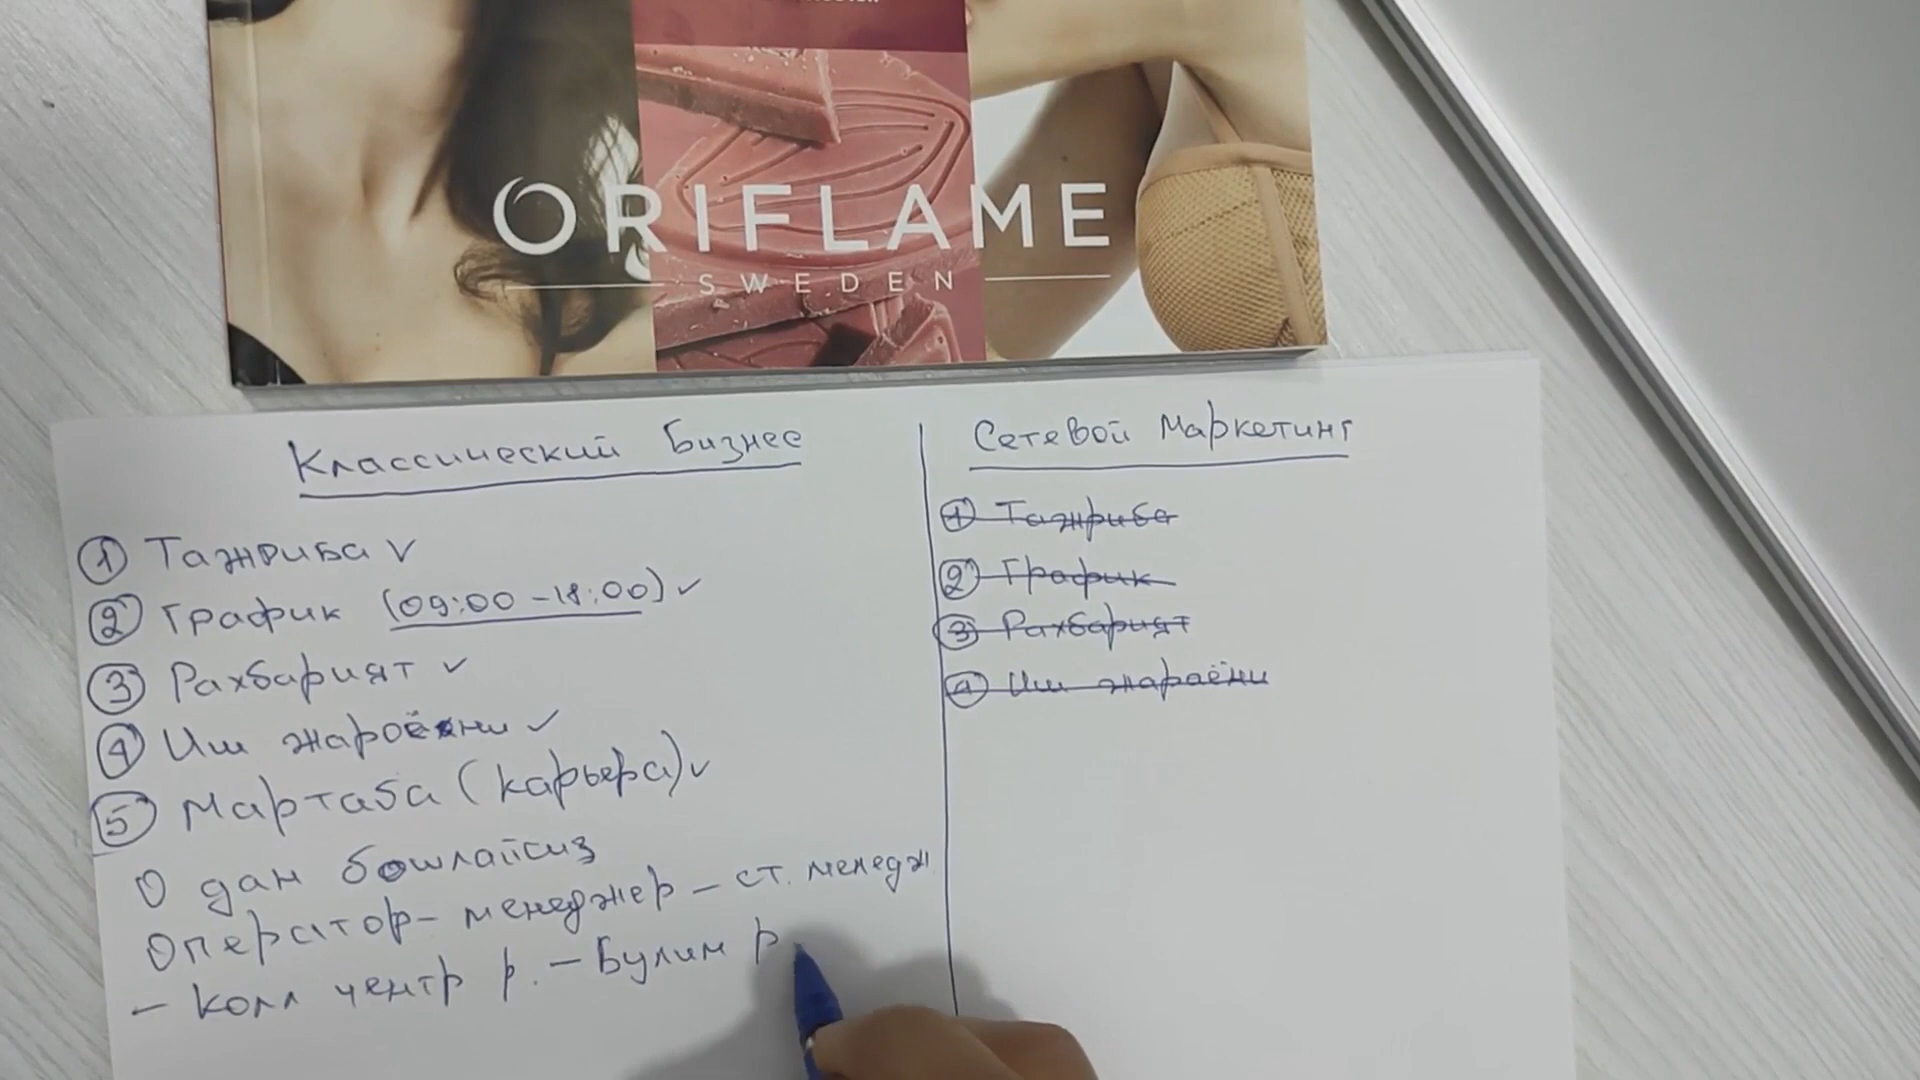 ORIFLAME
SWEDEN
Классический Бизнес
① Тажриба ✓
② График (09:00 – 18:00) ✓
③ Рахбарият ✓
④ Иш жараёни ✓
⑤ Мартаба (карьера) ✓
0 дан бошлайсиз
Оператор – менеджер – ст. менедж.
– Колл центр р. – Булим р
Сетевой Маркетинг
① Тажриба
② График
③ Рахбарият
④ Иш жараёни